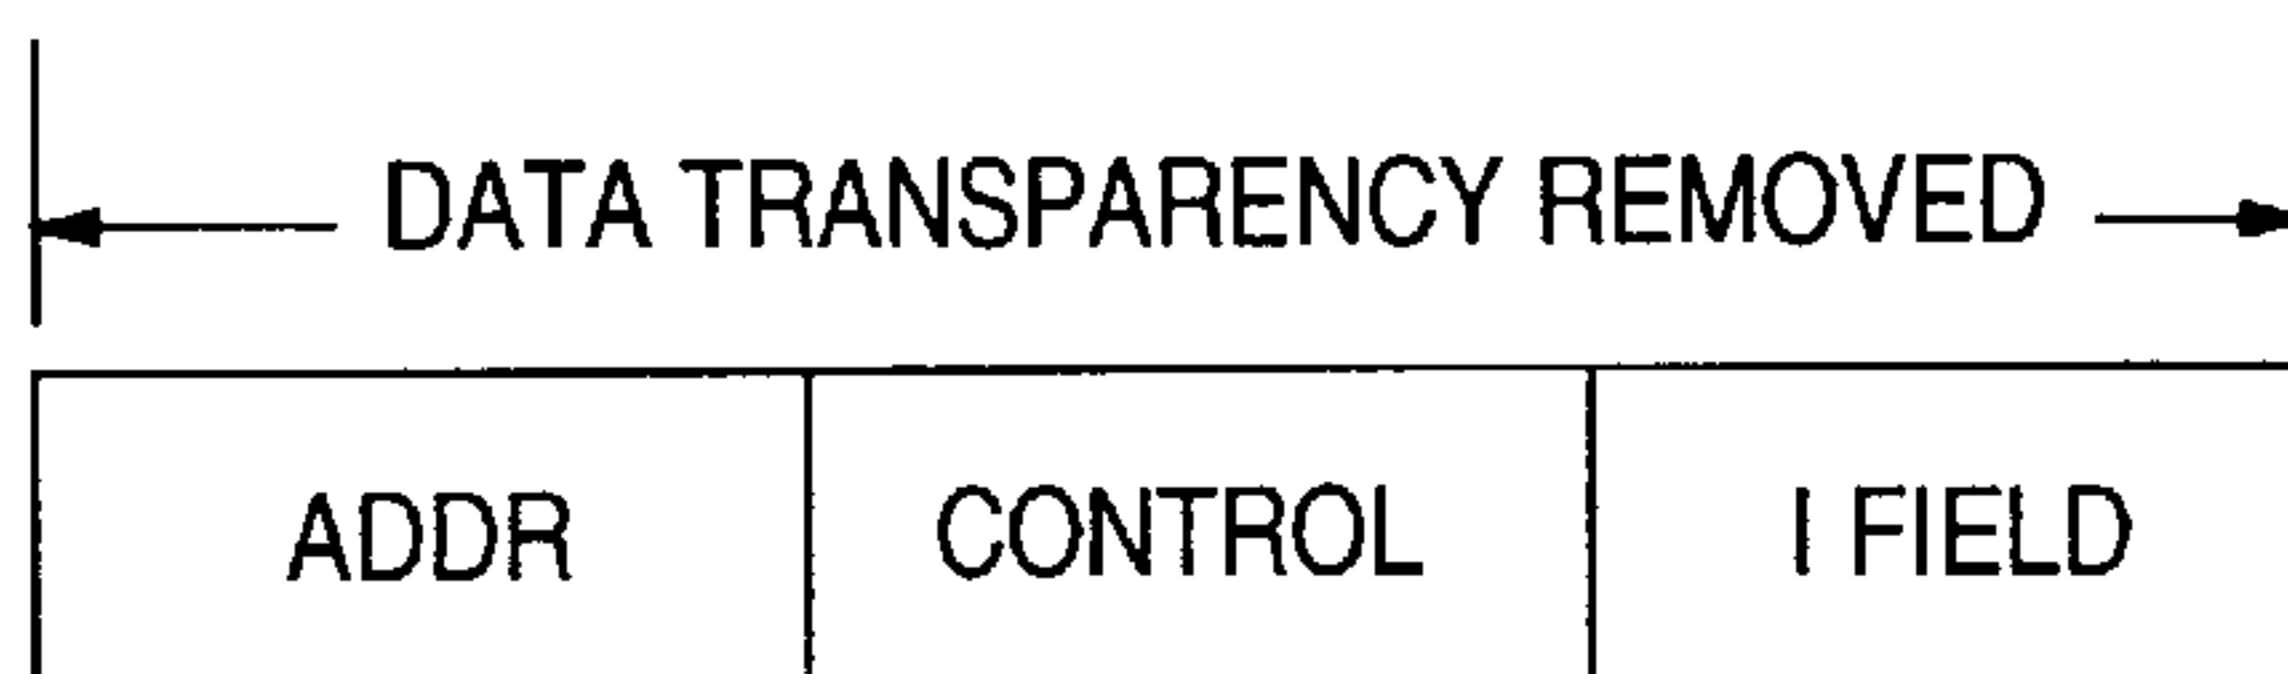 DATA TRANSPARENCY REMOVED
ADDR CONTROL I FIELD